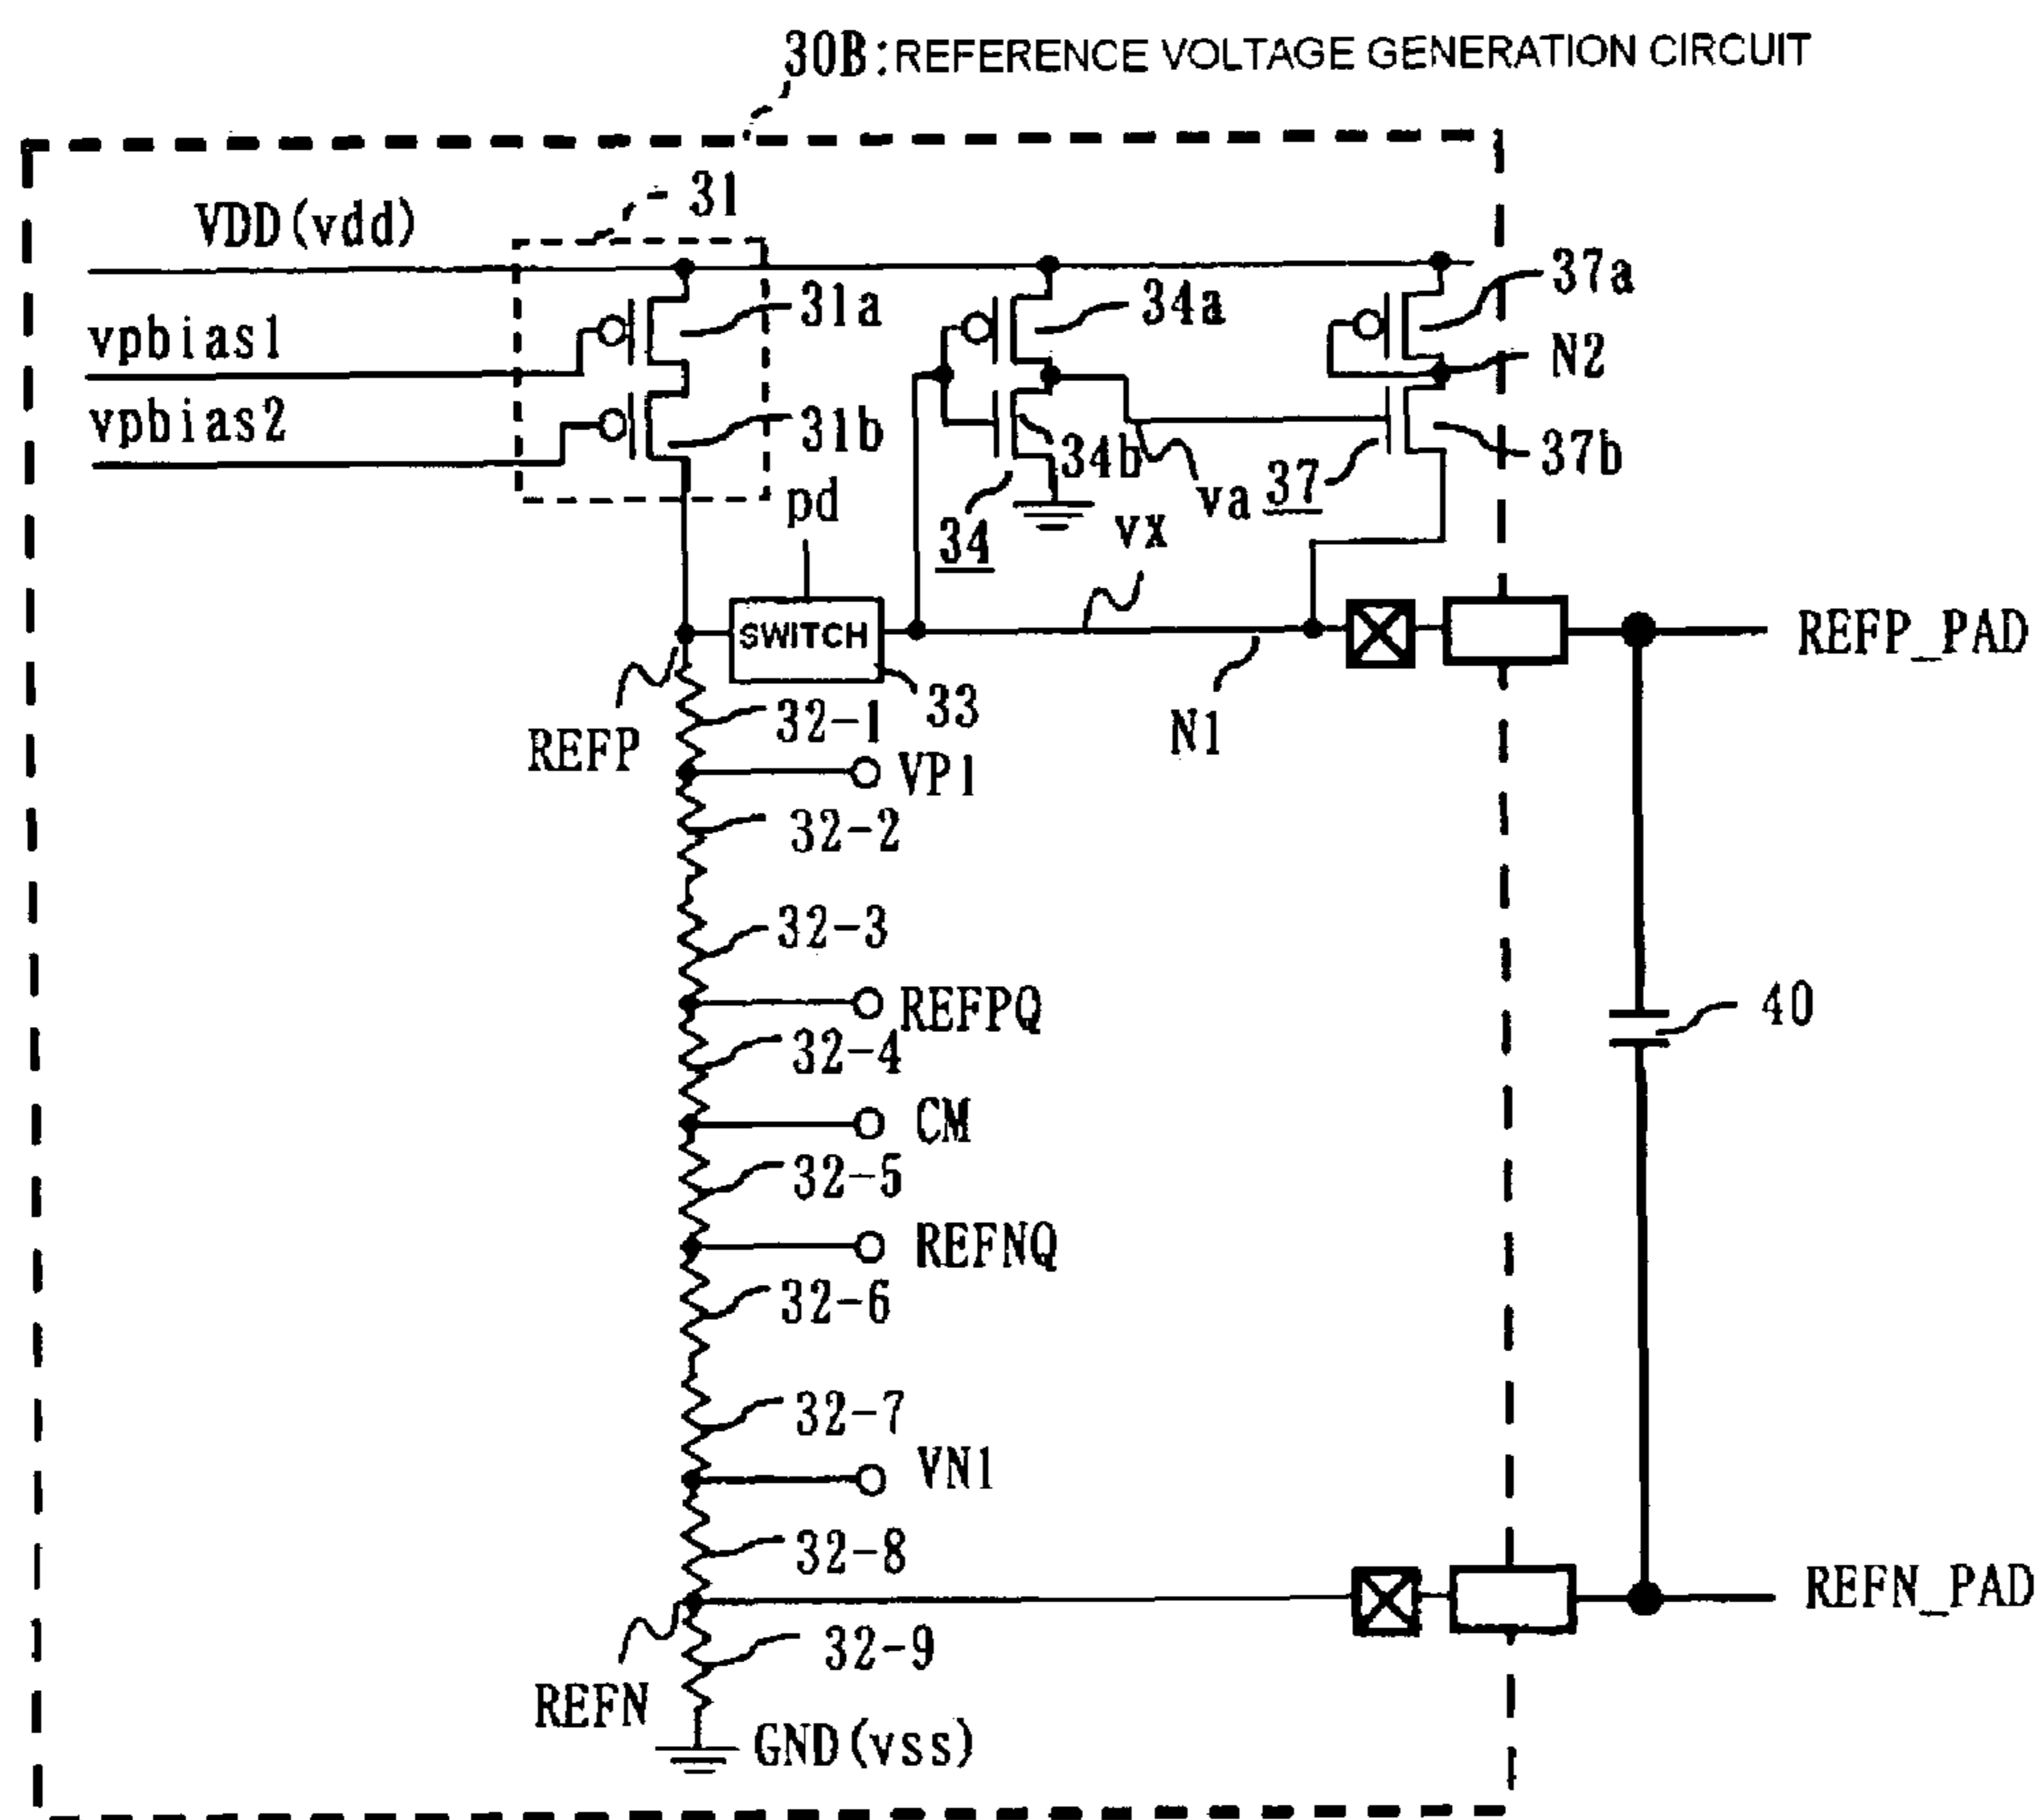 30B:REFERENCE VOLTAGE GENERATION CIRCUIT
31
VDD(vdd)
37a
31a
34a
vpbias1
N2
vpbias2
31b
34b
37b
pd
va
37
vx
34
SWITCH
REFP_PAD
33
32-1
N1
REFP
VP1
32-2
32-3
REFPQ
40
32-4
CM
32-5
REFNQ
32-6
32-7
VN1
32-8
REFN_PAD
32-9
REFN
GND(vss)